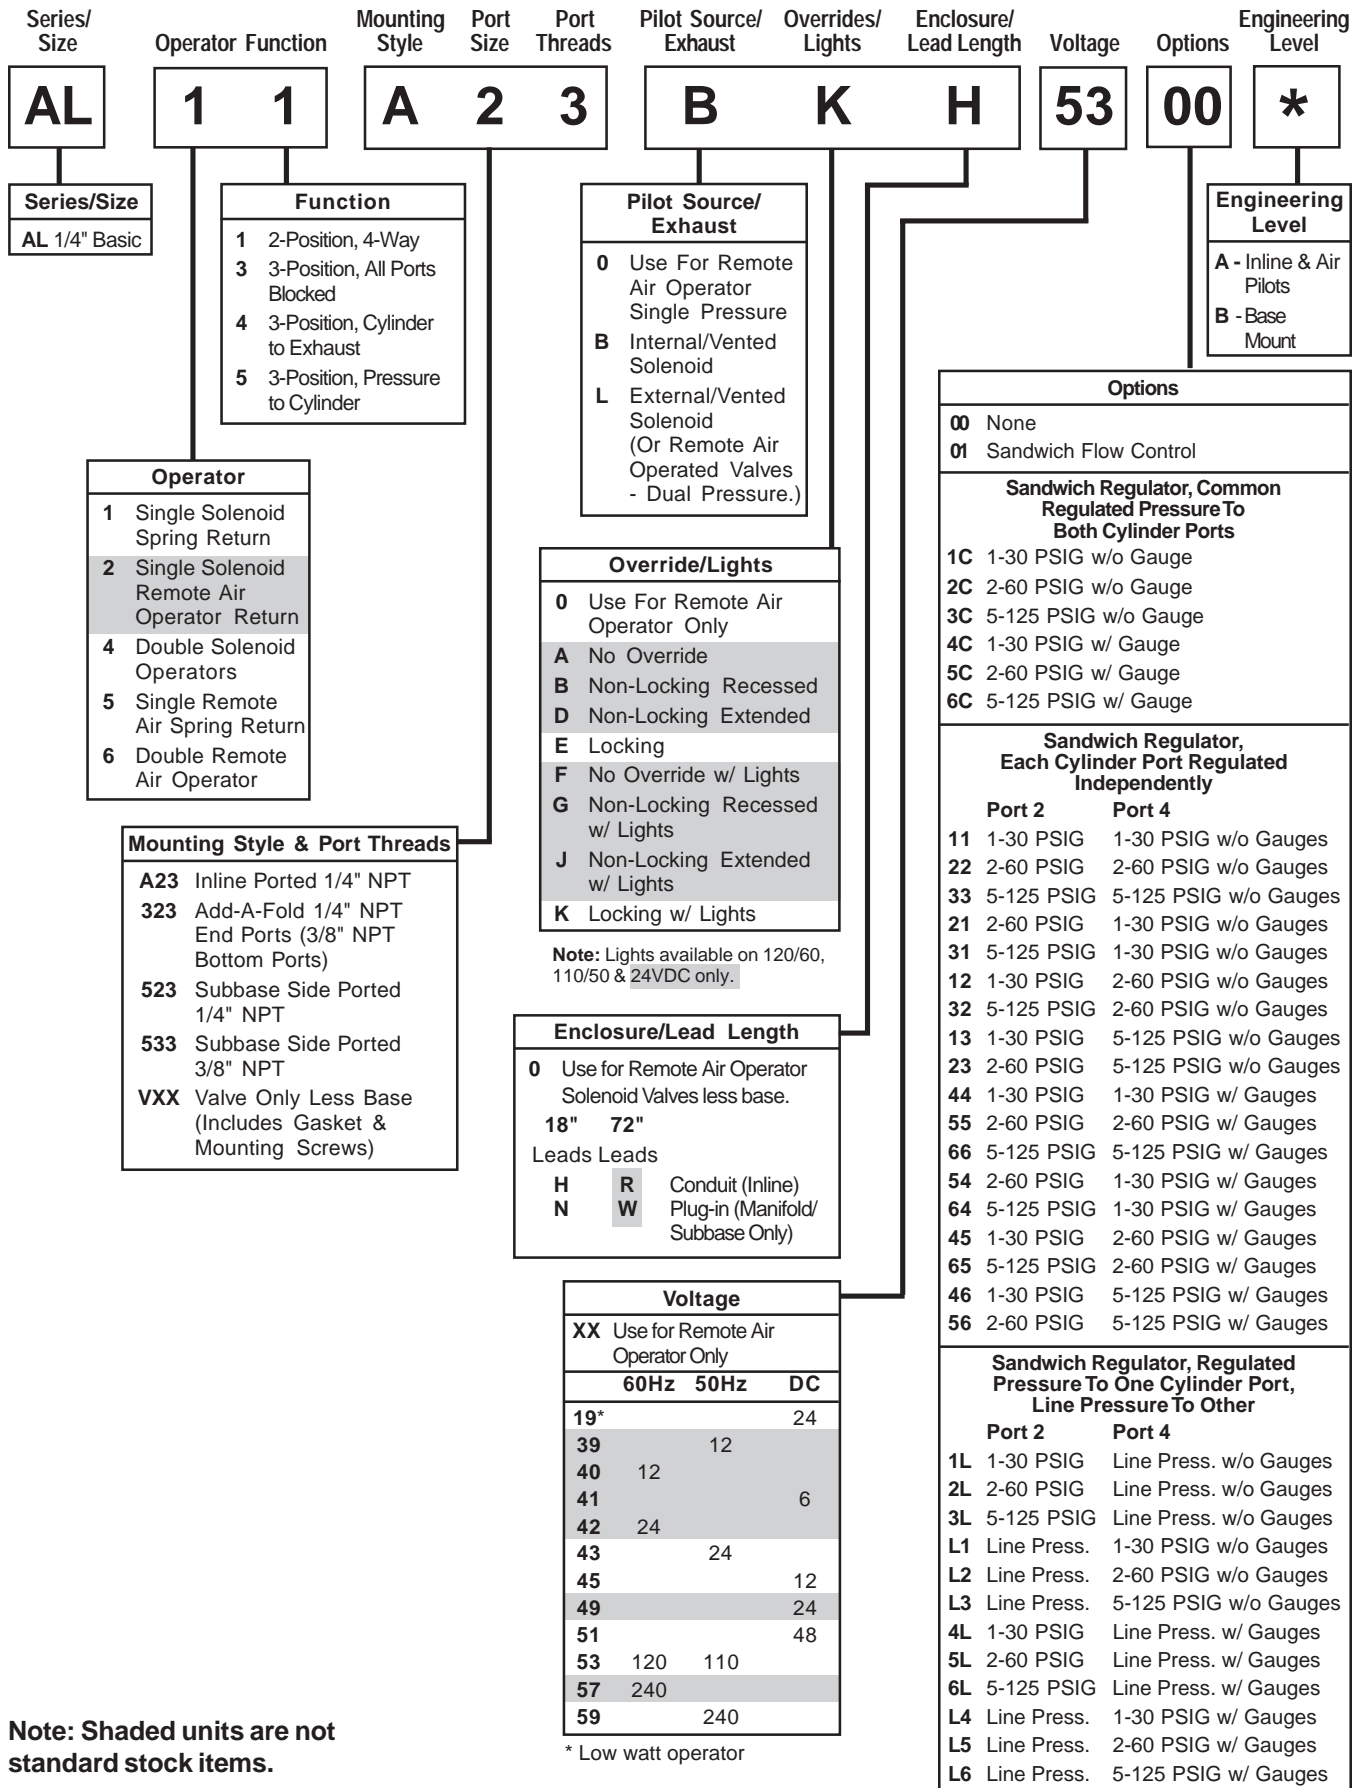 Series/ Size
Operator Function
Mounting Style
Port Size
Port Threads
Pilot Source/ Exhaust
Overrides/ Lights
Enclosure/ Lead Length
Voltage
Options
Engineering Level
AL 1 1 A 2 3 B K H 53 00 *
Series/Size
AL 1/4" Basic
Function
1 2-Position, 4-Way
3 3-Position, All Ports
Blocked
4 3-Position, Cylinder
to Exhaust
5 3-Position, Pressure
to Cylinder
Operator
1 Single Solenoid
Spring Return
2 Single Solenoid
Remote Air
Operator Return
4 Double Solenoid
Operators
5 Single Remote
Air Spring Return
6 Double Remote
Air Operator
Mounting Style & Port Threads
A23 Inline Ported 1/4" NPT
323 Add-A-Fold 1/4" NPT
End Ports (3/8" NPT
Bottom Ports)
523 Subbase Side Ported
1/4" NPT
533 Subbase Side Ported
3/8" NPT
VXX Valve Only Less Base
(Includes Gasket &
Mounting Screws)
Pilot Source/
Exhaust
0 Use For Remote
Air Operator
Single Pressure
B Internal/Vented
Solenoid
L External/Vented
Solenoid
(Or Remote Air
Operated Valves
- Dual Pressure.)
Override/Lights
0 Use For Remote Air
Operator Only
A No Override
B Non-Locking Recessed
D Non-Locking Extended
E Locking
F No Override w/ Lights
G Non-Locking Recessed
w/ Lights
J Non-Locking Extended
w/ Lights
K Locking w/ Lights
Note: Lights available on 120/60,
110/50 & 24VDC only.
Enclosure/Lead Length
0 Use for Remote Air Operator
Solenoid Valves less base.
18" 72"
Leads Leads
H R Conduit (Inline)
N W Plug-in (Manifold/
Subbase Only)
Voltage
XX Use for Remote Air
Operator Only
60Hz 50Hz DC
19* 24
39 12
40 12
41 6
42 24
43 24
45 12
49 24
51 48
53 120 110
57 240
59 240
* Low watt operator
Engineering
Level
A - Inline & Air
Pilots
B - Base
Mount
Options
00 None
01 Sandwich Flow Control
Sandwich Regulator, Common
Regulated Pressure To
Both Cylinder Ports
1C 1-30 PSIG w/o Gauge
2C 2-60 PSIG w/o Gauge
3C 5-125 PSIG w/o Gauge
4C 1-30 PSIG w/ Gauge
5C 2-60 PSIG w/ Gauge
6C 5-125 PSIG w/ Gauge
Sandwich Regulator,
Each Cylinder Port Regulated
Independently
Port 2 Port 4
11 1-30 PSIG 1-30 PSIG w/o Gauges
22 2-60 PSIG 2-60 PSIG w/o Gauges
33 5-125 PSIG 5-125 PSIG w/o Gauges
21 2-60 PSIG 1-30 PSIG w/o Gauges
31 5-125 PSIG 1-30 PSIG w/o Gauges
12 1-30 PSIG 2-60 PSIG w/o Gauges
32 5-125 PSIG 2-60 PSIG w/o Gauges
13 1-30 PSIG 5-125 PSIG w/o Gauges
23 2-60 PSIG 5-125 PSIG w/o Gauges
44 1-30 PSIG 1-30 PSIG w/ Gauges
55 2-60 PSIG 2-60 PSIG w/ Gauges
66 5-125 PSIG 5-125 PSIG w/ Gauges
54 2-60 PSIG 1-30 PSIG w/ Gauges
64 5-125 PSIG 1-30 PSIG w/ Gauges
45 1-30 PSIG 2-60 PSIG w/ Gauges
65 5-125 PSIG 2-60 PSIG w/ Gauges
46 1-30 PSIG 5-125 PSIG w/ Gauges
56 2-60 PSIG 5-125 PSIG w/ Gauges
Sandwich Regulator, Regulated
Pressure To One Cylinder Port,
Line Pressure To Other
Port 2 Port 4
1L 1-30 PSIG Line Press. w/o Gauges
2L 2-60 PSIG Line Press. w/o Gauges
3L 5-125 PSIG Line Press. w/o Gauges
L1 Line Press. 1-30 PSIG w/o Gauges
L2 Line Press. 2-60 PSIG w/o Gauges
L3 Line Press. 5-125 PSIG w/o Gauges
4L 1-30 PSIG Line Press. w/ Gauges
5L 2-60 PSIG Line Press. w/ Gauges
6L 5-125 PSIG Line Press. w/ Gauges
L4 Line Press. 1-30 PSIG w/ Gauges
L5 Line Press. 2-60 PSIG w/ Gauges
L6 Line Press. 5-125 PSIG w/ Gauges
Note: Shaded units are not
standard stock items.